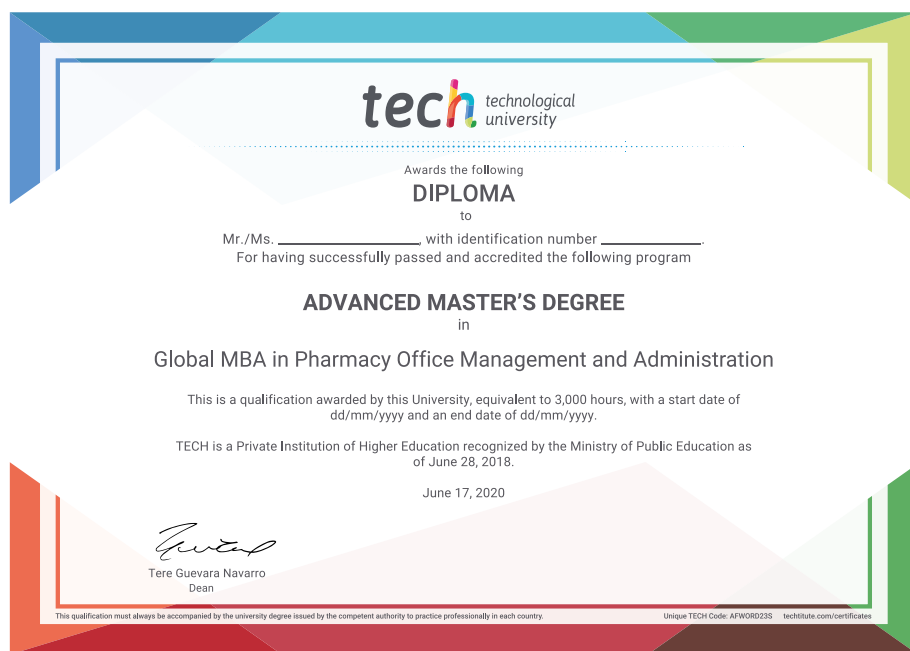 tech technological
university
Awards the following
DIPLOMA
to
Mr./Ms. ____________________, with identification number ______________.
For having successfully passed and accredited the following program
ADVANCED MASTER'S DEGREE
in
Global MBA in Pharmacy Office Management and Administration
This is a qualification awarded by this University, equivalent to 3,000 hours, with a start date of
dd/mm/yyyy and an end date of dd/mm/yyyy.
TECH is a Private Institution of Higher Education recognized by the Ministry of Public Education as
of June 28, 2018.
June 17, 2020
Tere Guevara Navarro
Dean
This qualification must always be accompanied by the university degree issued by the competent authority to practice professionally in each country.
Unique TECH Code: AFWORD23S techtitute.com/certificates